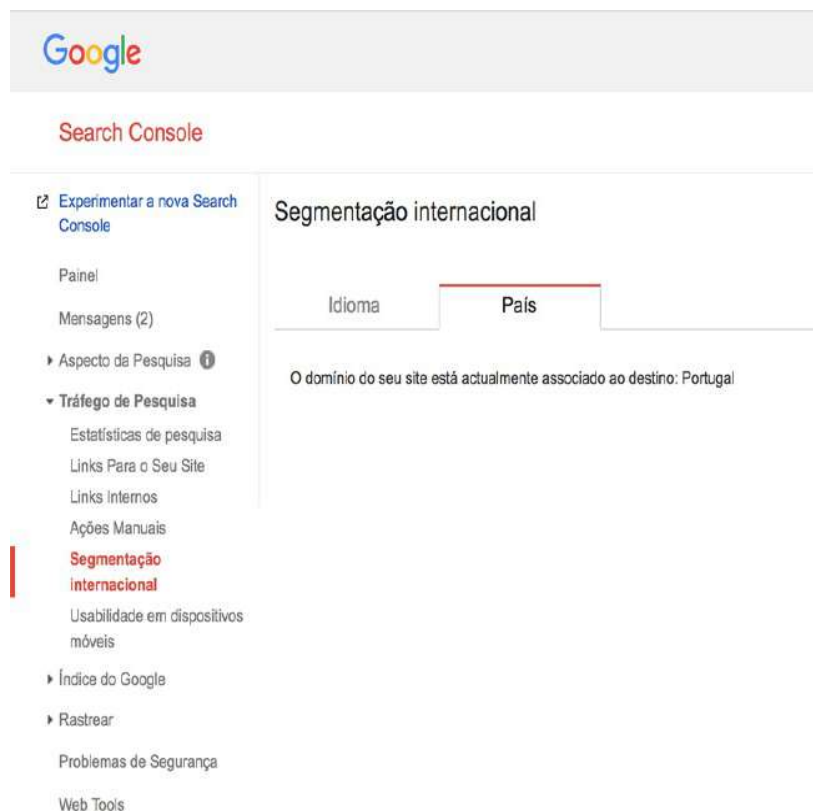 Google
Search Console
Experimentar a nova Search
Console
Painel
Mensagens (2)
Aspecto da Pesquisa
Tráfego de Pesquisa
Estatísticas de pesquisa
Links Para o Seu Site
Links Internos
Ações Manuais
Segmentação
internacional
Usabilidade em dispositivos
móveis
Índice do Google
Rastrear
Problemas de Segurança
Web Tools
Segmentação internacional
Idioma
País
O domínio do seu site está actualmente associado ao destino: Portugal